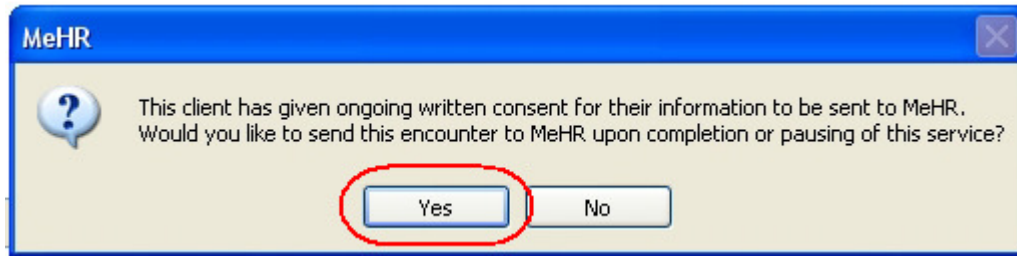 MeHR
This client has given ongoing written consent for their information to be sent to MeHR.
Would you like to send this encounter to MeHR upon completion or pausing of this service?
Yes No